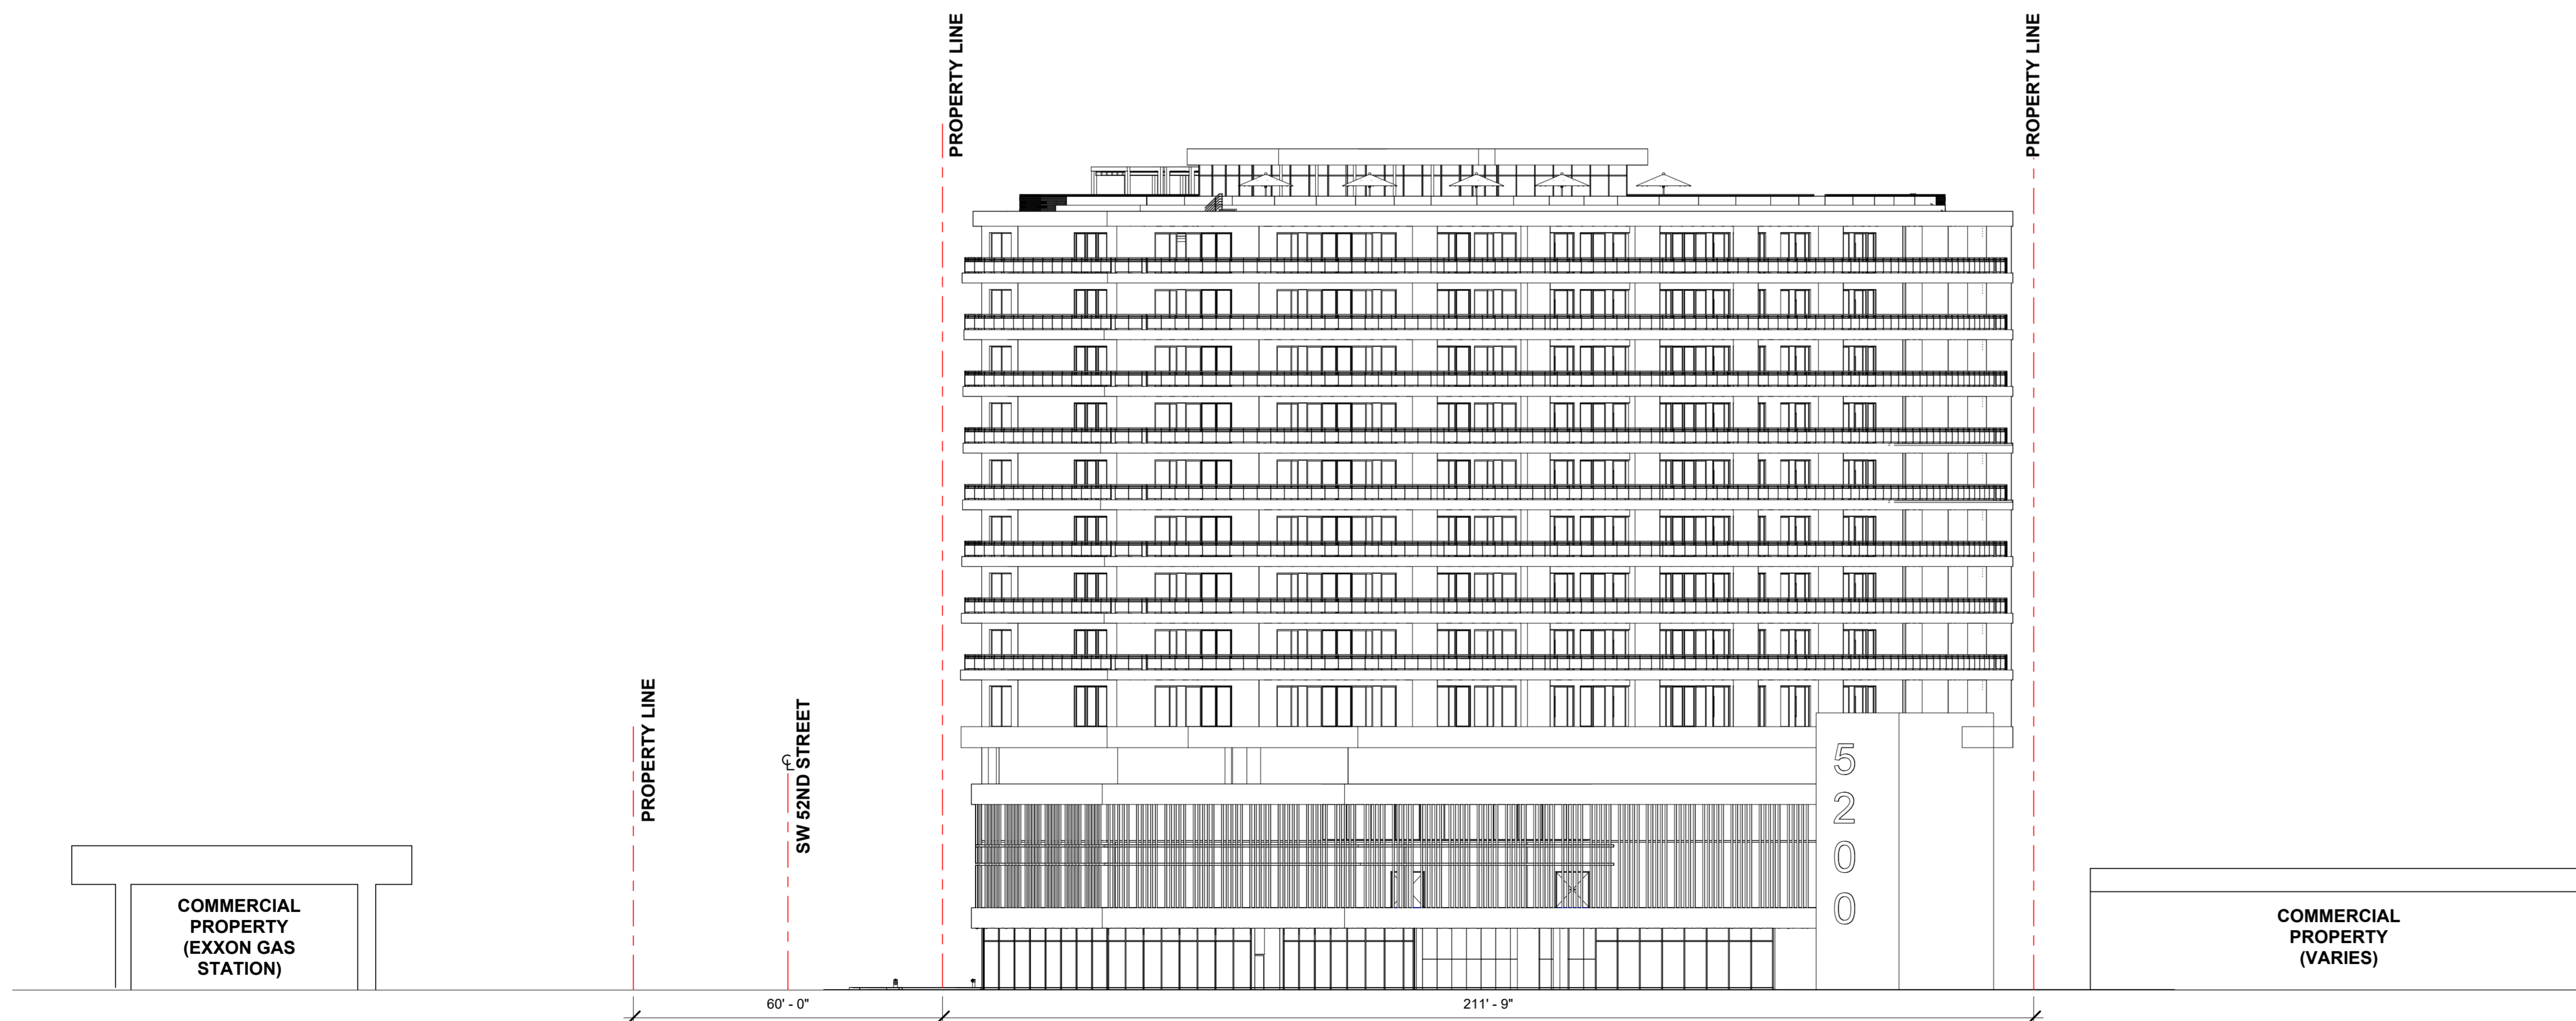 PROPERTY LINE
PROPERTY LINE
PROPERTY LINE
℄
SW 52ND STREET
5
2
0
0
COMMERCIAL
PROPERTY
(EXXON GAS
STATION)
COMMERCIAL
PROPERTY
(VARIES)
60' - 0"
211' - 9"